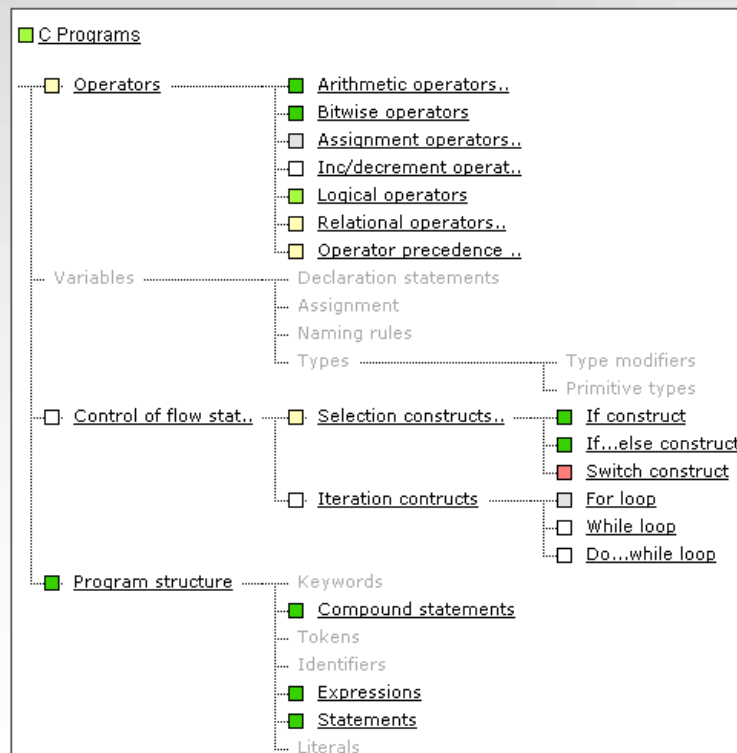 C Programs
Operators Arithmetic operators..
Bitwise operators
Assignment operators..
Inc/decrement operat..
Logical operators
Relational operators..
Operator precedence ..
Variables Declaration statements
Assignment
Naming rules
Types Type modifiers
Primitive types
Control of flow stat.. Selection constructs.. If construct
If...else construct
Switch construct
Iteration contructs For loop
While loop
Do...while loop
Program structure Keywords
Compound statements
Tokens
Identifiers
Expressions
Statements
Literals